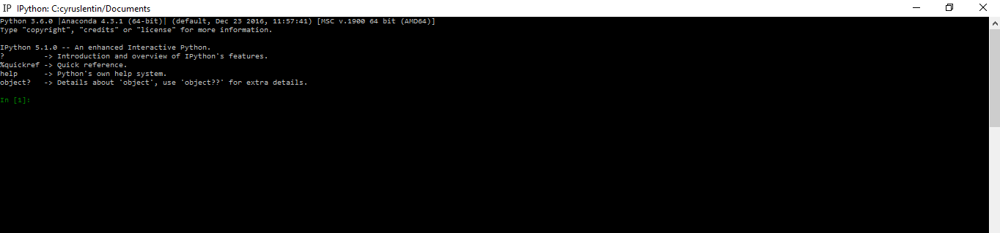 IP IPython: C:cyruslentin/Documents
Python 3.6.0 |Anaconda 4.3.1 (64-bit)| (default, Dec 23 2016, 11:57:41) [MSC v.1900 64 bit (AMD64)]
Type "copyright", "credits" or "license" for more information.
IPython 5.1.0 -- An enhanced Interactive Python.
?         -> Introduction and overview of IPython's features.
%quickref -> Quick reference.
help      -> Python's own help system.
object?   -> Details about 'object', use 'object??' for extra details.
In [1]: